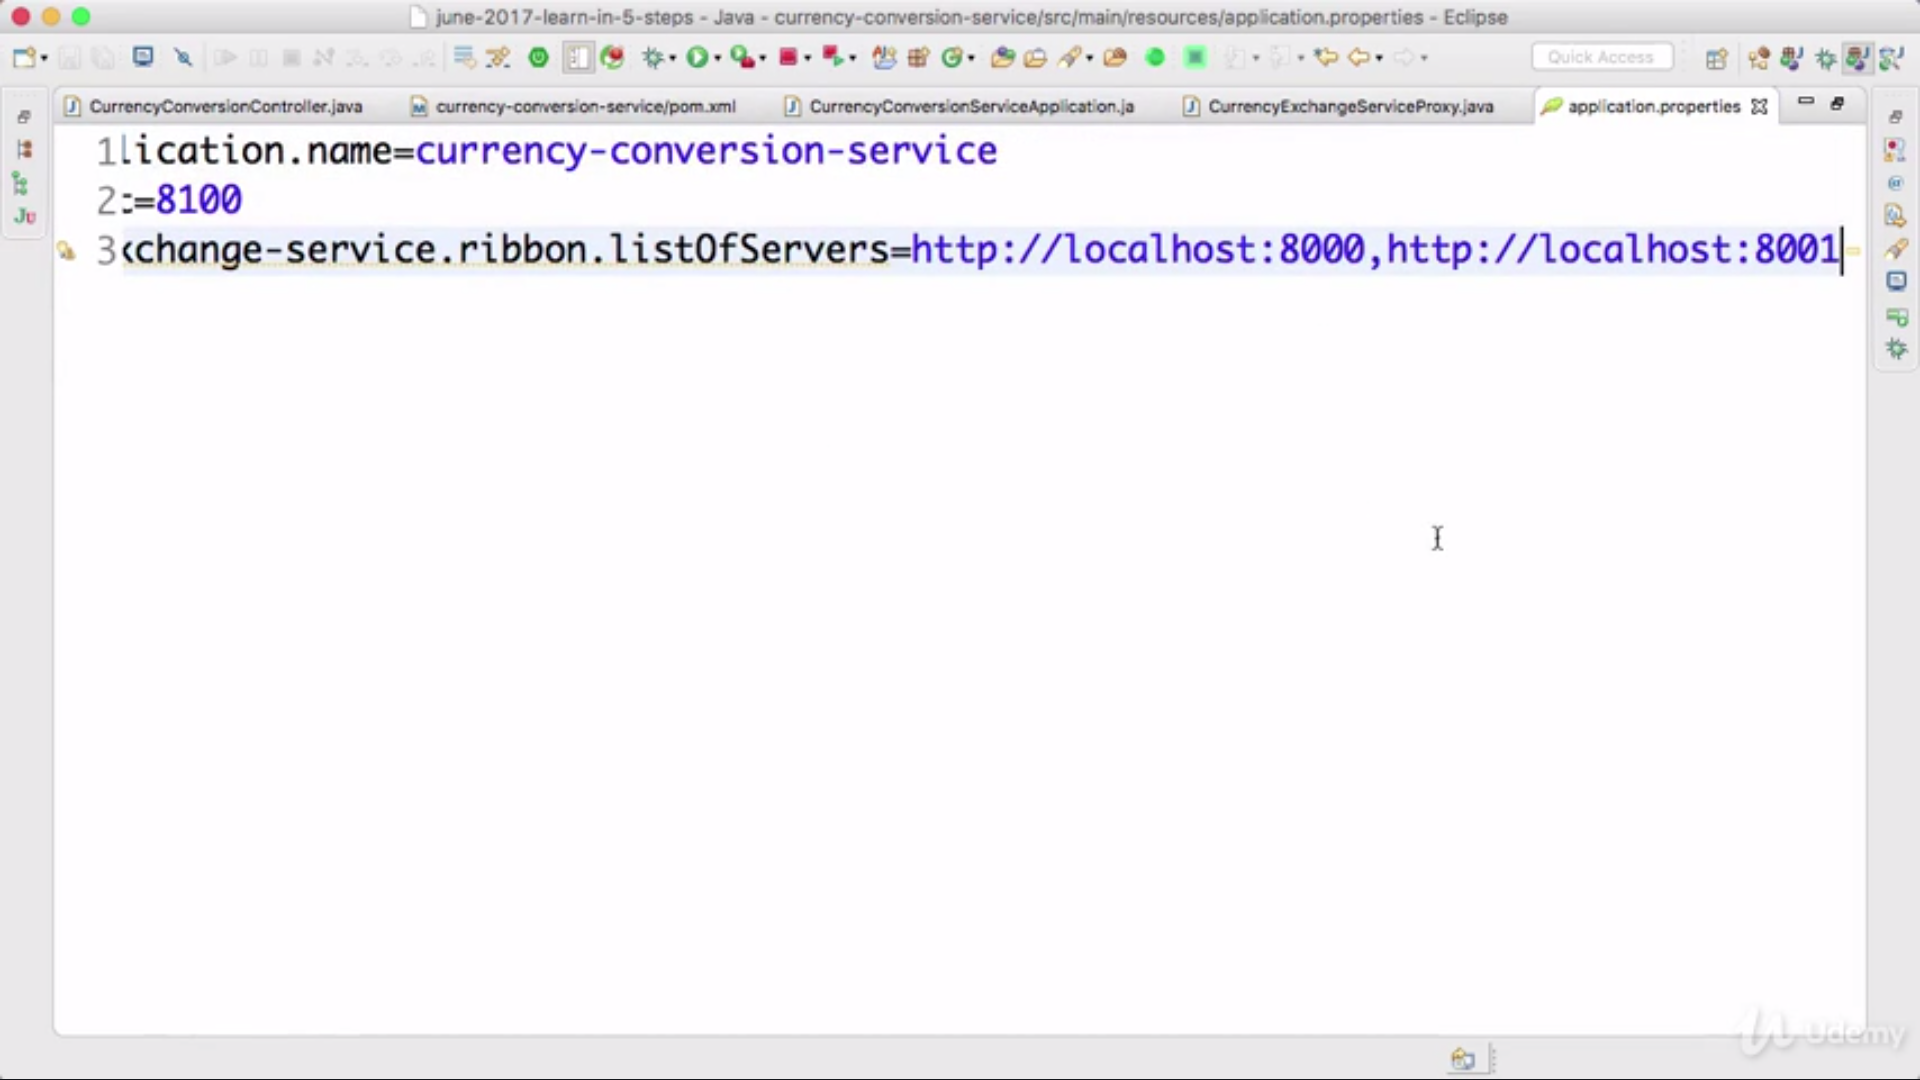 june-2017-learn-in-5-steps - Java - currency-conversion-service/src/main/resources/application.properties - Eclipse
Quick Access
CurrencyConversionController.java
currency-conversion-service/pom.xml
CurrencyConversionServiceApplication.ja
CurrencyExchangeServiceProxy.java
application.properties
1lication.name=currency-conversion-service
2:=8100
3xchange-service.ribbon.listOfServers=http://localhost:8000,http://localhost:8001
Ju
Udemy